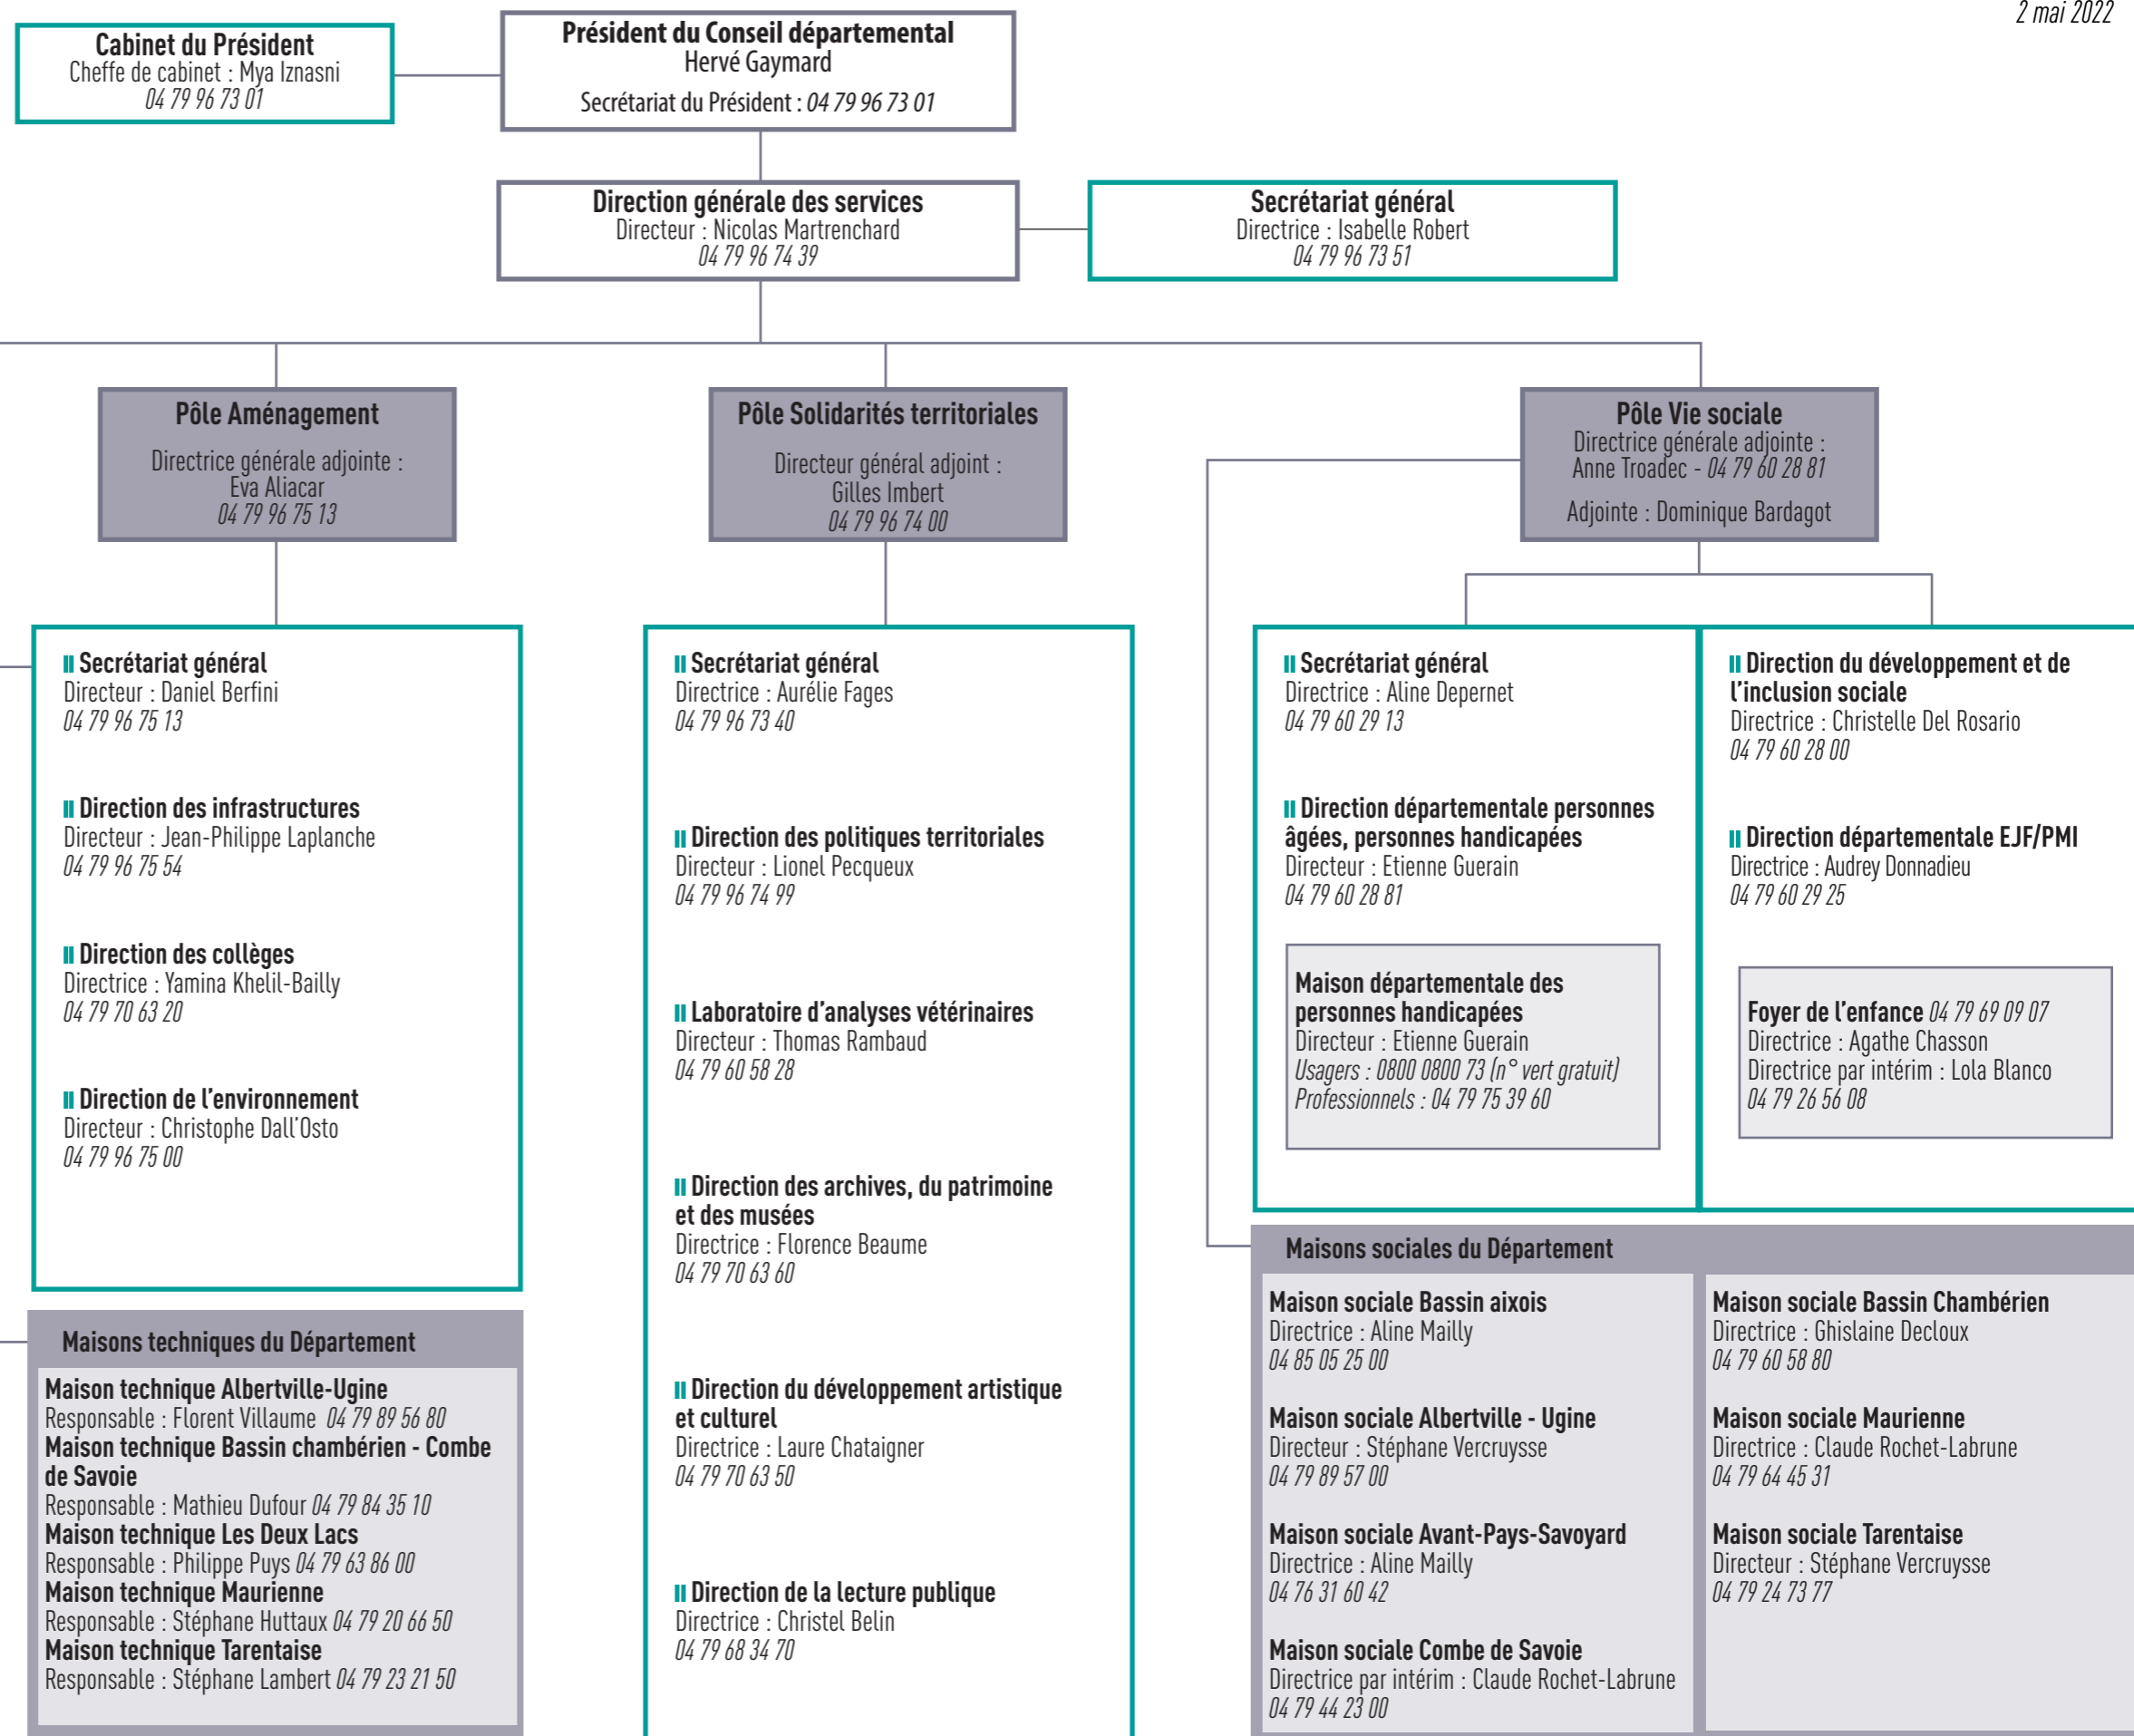 2 mai 2022
Cabinet du Président
Cheffe de cabinet : Mya Iznasni
04 79 96 73 01
Président du Conseil départemental
Hervé Gaymard
Secrétariat du Président : 04 79 96 73 01
Direction générale des services
Directeur : Nicolas Martrenchard
04 79 96 74 39
Secrétariat général
Directrice : Isabelle Robert
04 79 96 73 51
Pôle Aménagement
Directrice générale adjointe :
Eva Aliacar
04 79 96 75 13
Pôle Solidarités territoriales
Directeur général adjoint :
Gilles Imbert
04 79 96 74 00
Pôle Vie sociale
Directrice générale adjointe :
Anne Troadec - 04 79 60 28 81
Adjointe : Dominique Bardagot
Secrétariat général
Directeur : Daniel Berfini
04 79 96 75 13
Direction des infrastructures
Directeur : Jean-Philippe Laplanche
04 79 96 75 54
Direction des collèges
Directrice : Yamina Khelil-Bailly
04 79 70 63 20
Direction de l'environnement
Directeur : Christophe Dall'Osto
04 79 96 75 00
Maisons techniques du Département
Maison technique Albertville-Ugine
Responsable : Florent Villaume 04 79 89 56 80
Maison technique Bassin chambérien - Combe
de Savoie
Responsable : Mathieu Dufour 04 79 84 35 10
Maison technique Les Deux Lacs
Responsable : Philippe Puys 04 79 63 86 00
Maison technique Maurienne
Responsable : Stéphane Huttaux 04 79 20 66 50
Maison technique Tarentaise
Responsable : Stéphane Lambert 04 79 23 21 50
Secrétariat général
Directrice : Aurélie Fages
04 79 96 73 40
Direction des politiques territoriales
Directeur : Lionel Pecqueux
04 79 96 74 99
Laboratoire d'analyses vétérinaires
Directeur : Thomas Rambaud
04 79 60 58 28
Direction des archives, du patrimoine
et des musées
Directrice : Florence Beaume
04 79 70 63 60
Direction du développement artistique
et culturel
Directrice : Laure Chataigner
04 79 70 63 50
Direction de la lecture publique
Directrice : Christel Belin
04 79 68 34 70
Secrétariat général
Directrice : Aline Depernet
04 79 60 29 13
Direction départementale personnes
âgées, personnes handicapées
Directeur : Etienne Guerain
04 79 60 28 81
Maison départementale des
personnes handicapées
Directeur : Etienne Guerain
Usagers : 0800 0800 73 (n° vert gratuit)
Professionnels : 04 79 75 39 60
Direction du développement et de
l'inclusion sociale
Directrice : Christelle Del Rosario
04 79 60 28 00
Direction départementale EJF/PMI
Directrice : Audrey Donnadieu
04 79 60 29 25
Foyer de l'enfance 04 79 69 09 07
Directrice : Agathe Chasson
Directrice par intérim : Lola Blanco
04 79 26 56 08
Maisons sociales du Département
Maison sociale Bassin aixois
Directrice : Aline Mailly
04 85 05 25 00
Maison sociale Albertville - Ugine
Directeur : Stéphane Vercruysse
04 79 89 57 00
Maison sociale Avant-Pays-Savoyard
Directrice : Aline Mailly
04 76 31 60 42
Maison sociale Combe de Savoie
Directrice par intérim : Claude Rochet-Labrune
04 79 44 23 00
Maison sociale Bassin Chambérien
Directrice : Ghislaine Decloux
04 79 60 58 80
Maison sociale Maurienne
Directrice : Claude Rochet-Labrune
04 79 64 45 31
Maison sociale Tarentaise
Directeur : Stéphane Vercruysse
04 79 24 73 77